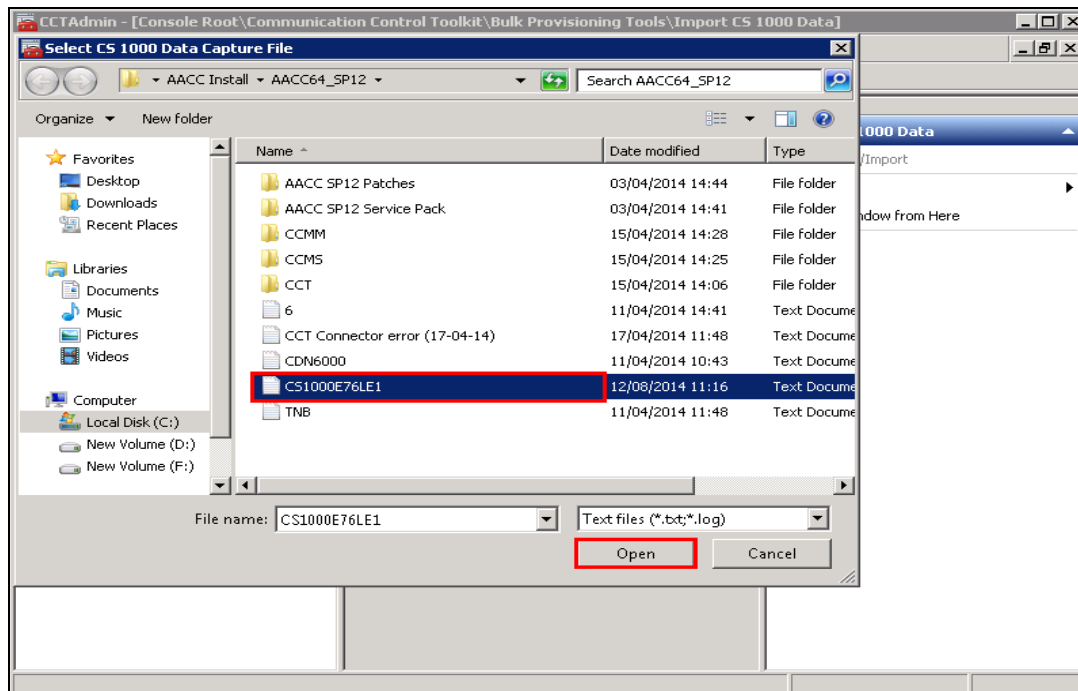 CCTAdmin - [Console Root\Communication Control Toolkit\Bulk Provisioning Tools\Import CS 1000 Data]
Select CS 1000 Data Capture File
AACC Install AACC64_SP12
Search AACC64_SP12
Organize New folder
1000 Data
/Import
ndow from Here
Favorites
Desktop
Downloads
Recent Places
Libraries
Documents
Music
Pictures
Videos
Computer
Local Disk (C:)
New Volume (D:)
New Volume (F:)
Name Date modified Type
AACC SP12 Patches 03/04/2014 14:44 File folder
AACC SP12 Service Pack 03/04/2014 14:41 File folder
CCMM 15/04/2014 14:28 File folder
CCMS 15/04/2014 14:25 File folder
CCT 15/04/2014 14:06 File folder
6 11/04/2014 14:41 Text Docume
CCT Connector error (17-04-14) 17/04/2014 11:48 Text Docume
CDN6000 11/04/2014 10:43 Text Docume
CS1000E76LE1 12/08/2014 11:16 Text Docume
TNB 11/04/2014 11:48 Text Docume
File name: CS1000E76LE1 Text files (*.txt;*.log)
Open Cancel